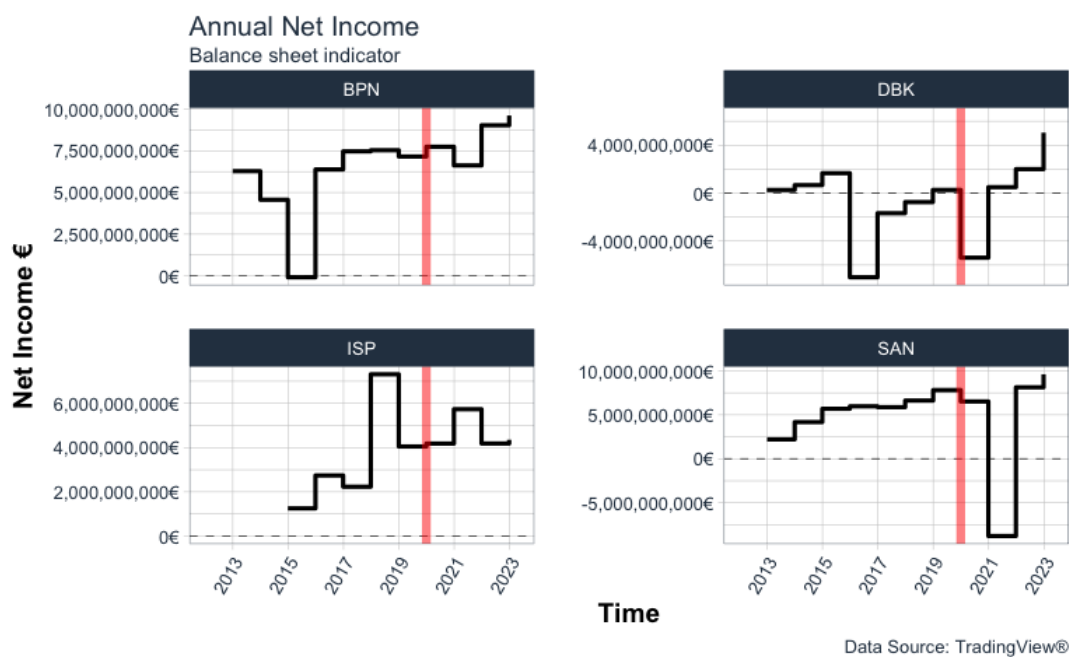 Annual Net Income
Balance sheet indicator
Net Income €
BPN
10,000,000,000€
7,500,000,000€
5,000,000,000€
2,500,000,000€
0€
DBK
4,000,000,000€
0€
-4,000,000,000€
ISP
6,000,000,000€
4,000,000,000€
2,000,000,000€
0€
2013 2015 2017 2019 2021 2023
SAN
10,000,000,000€
5,000,000,000€
0€
-5,000,000,000€
2013 2015 2017 2019 2021 2023
Time
Data Source: TradingView®